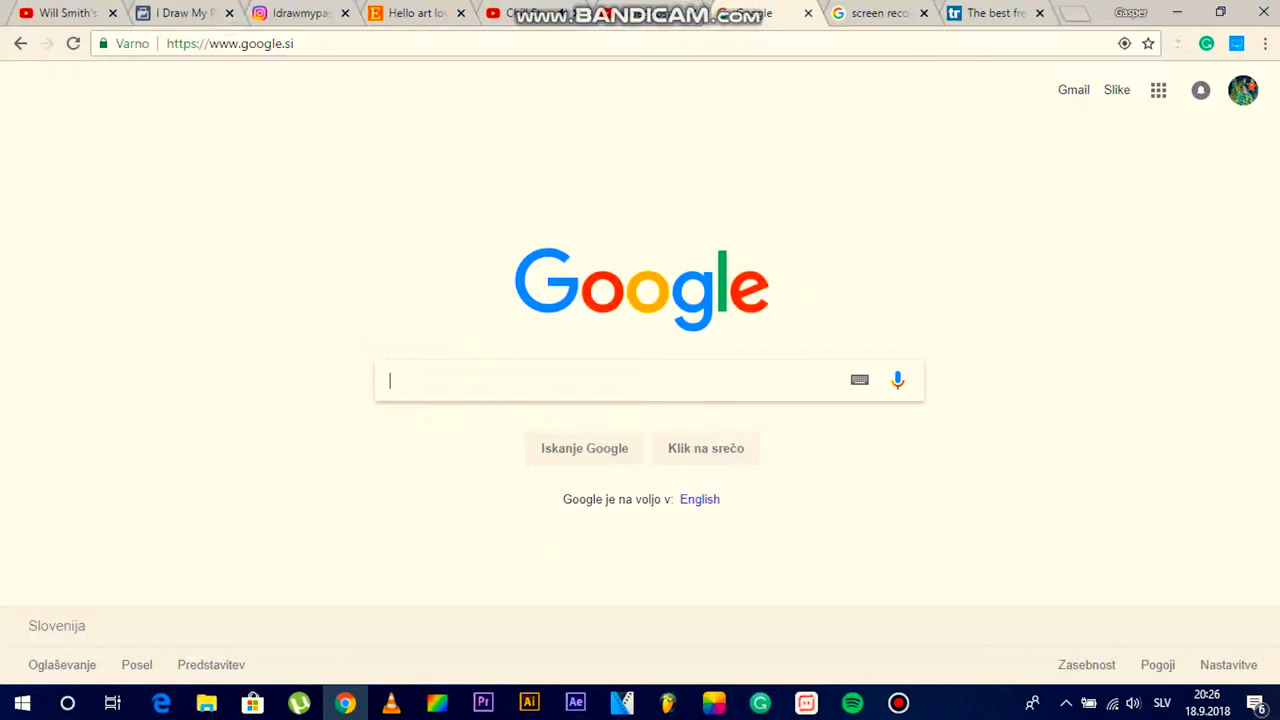 Will Smith's
I Draw My P
Idrawmypa
Hello art lov
www.BANDICAM.com
screen reco
The best fre
Gasper
Varno
https://www.google.si
Gmail
Slike
Google
Iskanje Google
Klik na srečo
Google je na voljo v: English
Slovenija
Oglaševanje
Posel
Predstavitev
Zasebnost
Pogoji
Nastavitve
SLV
20:26
18.9.2018
6